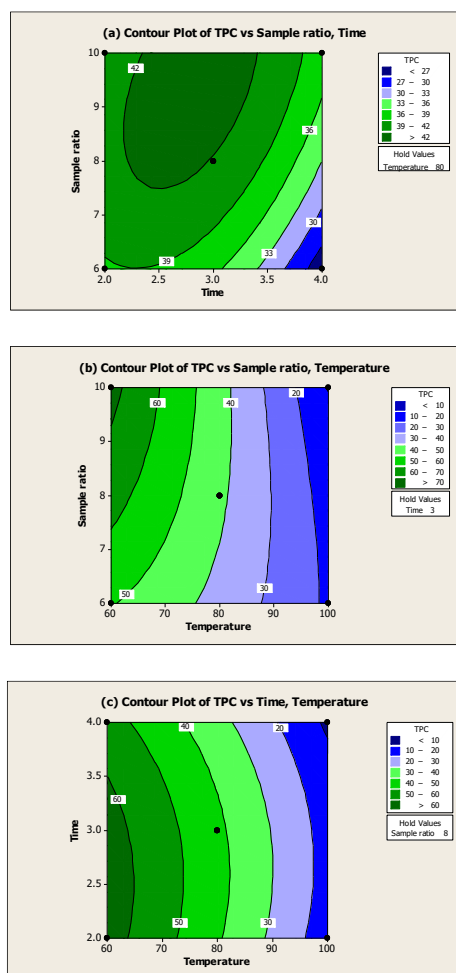 (a) Contour Plot of TPC vs Sample ratio, Time
10
9
8
7
6
Sample ratio
2.0 2.5 3.0 3.5 4.0
Time
42
36
30
33
39
TPC
< 27
27 – 30
30 – 33
33 – 36
36 – 39
39 – 42
> 42
Hold Values
Temperature 80
(b) Contour Plot of TPC vs Sample ratio, Temperature
10
9
8
7
6
Sample ratio
60 70 80 90 100
Temperature
60
40
20
50
30
TPC
< 10
10 – 20
20 – 30
30 – 40
40 – 50
50 – 60
60 – 70
> 70
Hold Values
Time 3
(c) Contour Plot of TPC vs Time, Temperature
4.0
3.5
3.0
2.5
2.0
Time
60 70 80 90 100
Temperature
40
20
60
50
30
TPC
< 10
10 – 20
20 – 30
30 – 40
40 – 50
50 – 60
> 60
Hold Values
Sample ratio 8